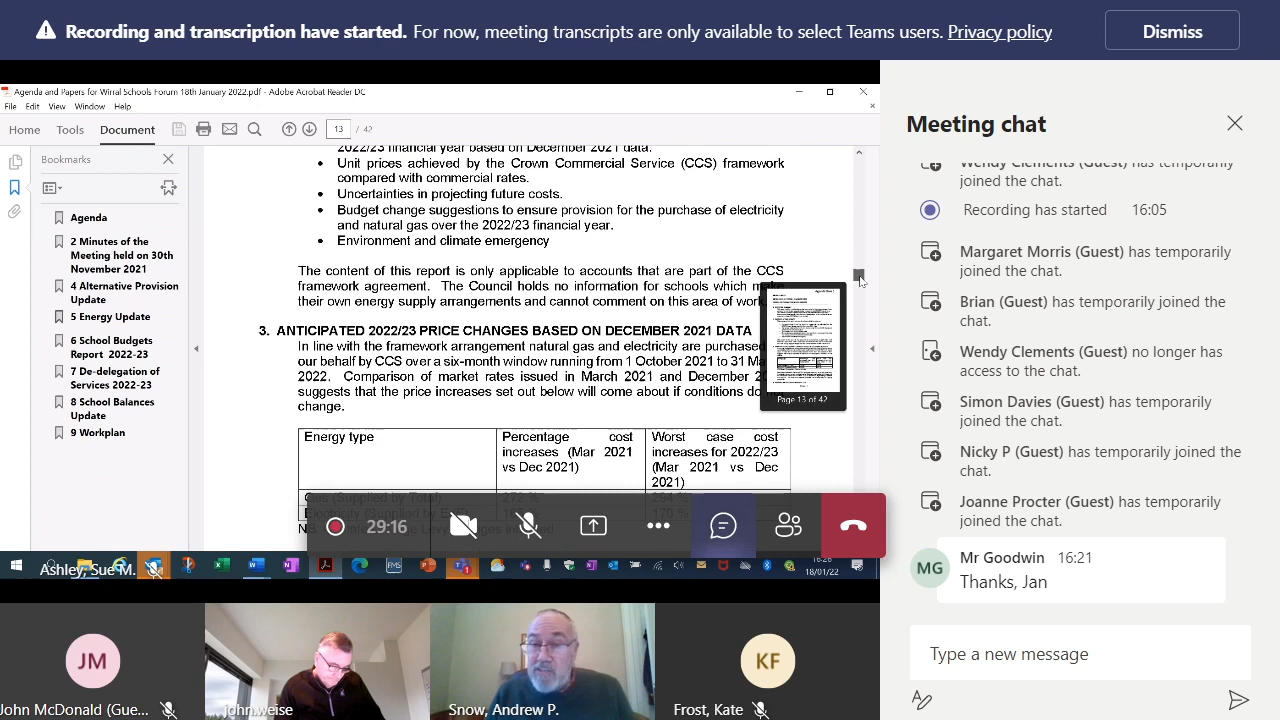 Recording and transcription have started. For now, meeting transcripts are only available to select Teams users. Privacy policy
Dismiss
Agenda and Papers for Wirral Schools Forum 18th January 2022.pdf - Adobe Acrobat Reader DC
File Edit View Window Help
Home Tools Document 13 / 42
Bookmarks
Agenda
2 Minutes of the
Meeting held on 30th
November 2021
4 Alternative Provision
Update
5 Energy Update
6 School Budgets
Report 2022-23
7 De-delegation of
Services 2022-23
8 School Balances
Update
9 Workplan
2022/23 financial year based on December 2021 data.
• Unit prices achieved by the Crown Commercial Service (CCS) framework
compared with commercial rates.
• Uncertainties in projecting future costs.
• Budget change suggestions to ensure provision for the purchase of electricity
and natural gas over the 2022/23 financial year.
• Environment and climate emergency
The content of this report is only applicable to accounts that are part of the CCS
framework agreement. The Council holds no information for schools which make
their own energy supply arrangements and cannot comment on this area of work
3. ANTICIPATED 2022/23 PRICE CHANGES BASED ON DECEMBER 2021 DATA
In line with the framework arrangement natural gas and electricity are purchased
our behalf by CCS over a six-month window running from 1 October 2021 to 31
2022. Comparison of market rates issued in March 2021 and December
suggests that the price increases set out below will come about if conditions do
change.
Energy type
Percentage cost
increases (Mar 2021
vs Dec 2021)
Worst case cost
increases for 2022/23
(Mar 2021 vs Dec
2021)
Gas (Supplied by Total) 272 %
Electricity (Supplied by 170 %
Page 13 of 42
29:16
16:26
18/01/22
Ashley, Sue M.
JM
John McDonald (Gue...
john.weise
Snow, Andrew P.
KF
Frost, Kate
Meeting chat
Wendy Clements (Guest) has temporarily
joined the chat.
Recording has started 16:05
Margaret Morris (Guest) has temporarily
joined the chat.
Brian (Guest) has temporarily joined the
chat.
Wendy Clements (Guest) no longer has
access to the chat.
Simon Davies (Guest) has temporarily
joined the chat.
Nicky P (Guest) has temporarily joined the
chat.
Joanne Procter (Guest) has temporarily
joined the chat.
MG
Mr Goodwin 16:21
Thanks, Jan
Type a new message